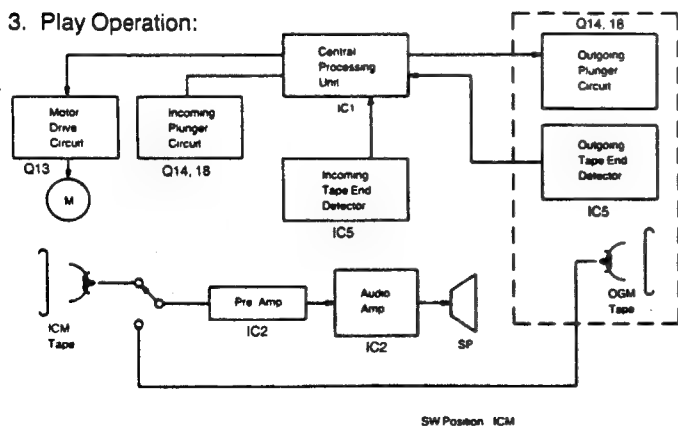 3. Play Operation:
Q14, 18
Central
Processing
Unit
IC1
Outgoing
Plunger
Circuit
Motor
Drive
Circuit
Q13
M
Incoming
Plunger
Circuit
Q14, 18
Incoming
Tape End
Detector
IC5
Outgoing
Tape End
Detector
IC5
ICM
Tape
Pre Amp
IC2
Audio
Amp
IC2
SP
OGM
Tape
SW Position ICM